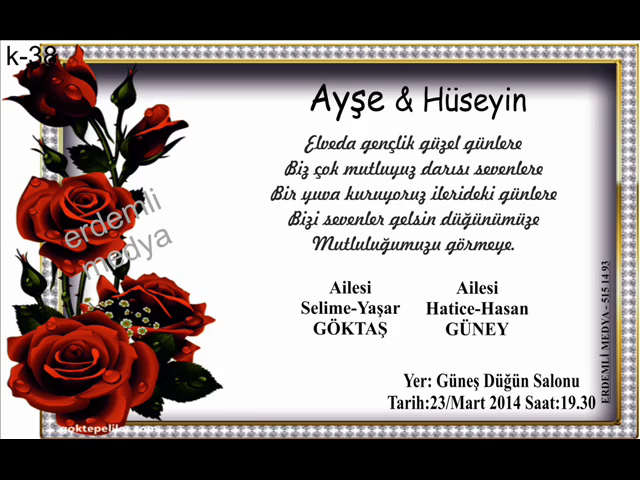 k-38
Ayşe & Hüseyin
Elveda gençlik güzel günlere
Biz çok mutluyuz darısı sevenlere
Bir yuva kuruyoruz ilerideki günlere
Bizi sevenler gelsin düğünümüze
Mutluluğumuzu görmeye.
erdemli
medya
Ailesi
Selime-Yaşar
GÖKTAŞ
Ailesi
Hatice-Hasan
GÜNEY
Yer: Güneş Düğün Salonu
Tarih:23/Mart 2014 Saat:19.30
ERDEMLİ MEDYA - 515 14 93
goktepeliler.com